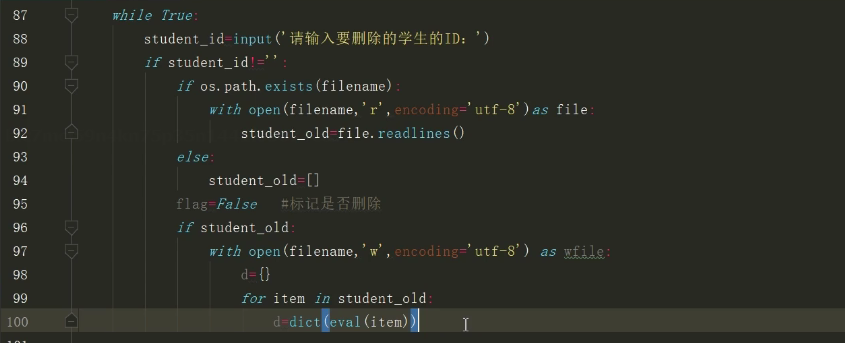 87 while True:
88 student_id=input('请输入要删除的学生的ID：')
89 if student_id!='':
90 if os.path.exists(filename):
91 with open(filename,'r',encoding='utf-8')as file:
92 student_old=file.readlines()
93 else:
94 student_old=[]
95 flag=False #标记是否删除
96 if student_old:
97 with open(filename,'w',encoding='utf-8') as wfile:
98 d={}
99 for item in student_old:
100 d=dict(eval(item))